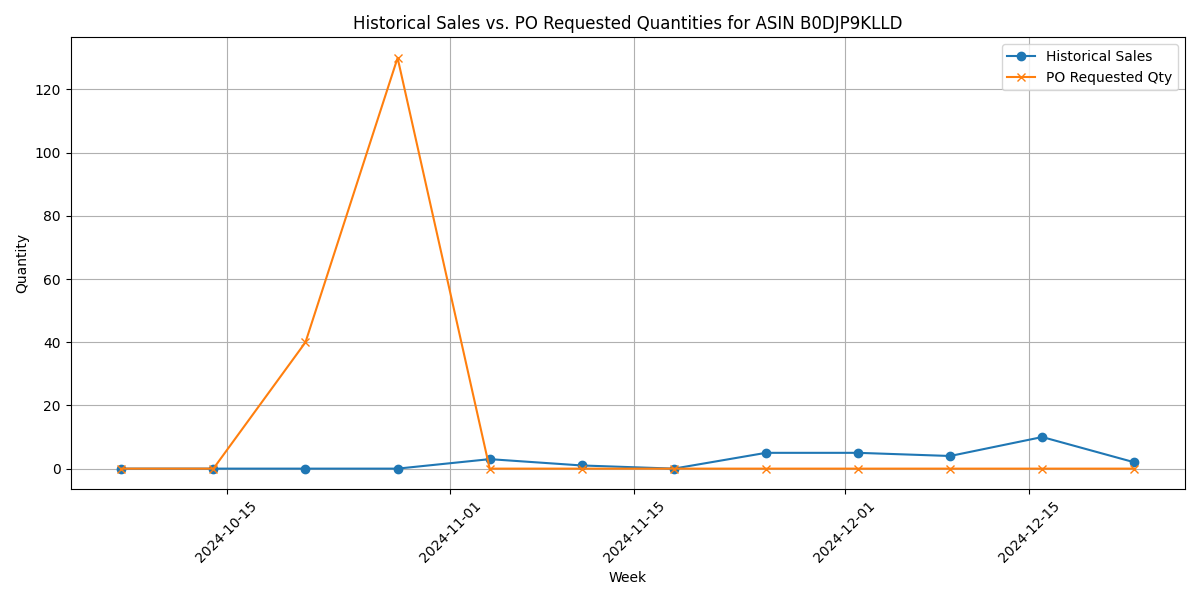 Historical Sales vs. PO Requested Quantities for ASIN B0DJP9KLLD
Historical Sales
PO Requested Qty
Quantity
120
100
80
60
40
20
0
2024-10-15
2024-11-01
2024-11-15
2024-12-01
2024-12-15
Week